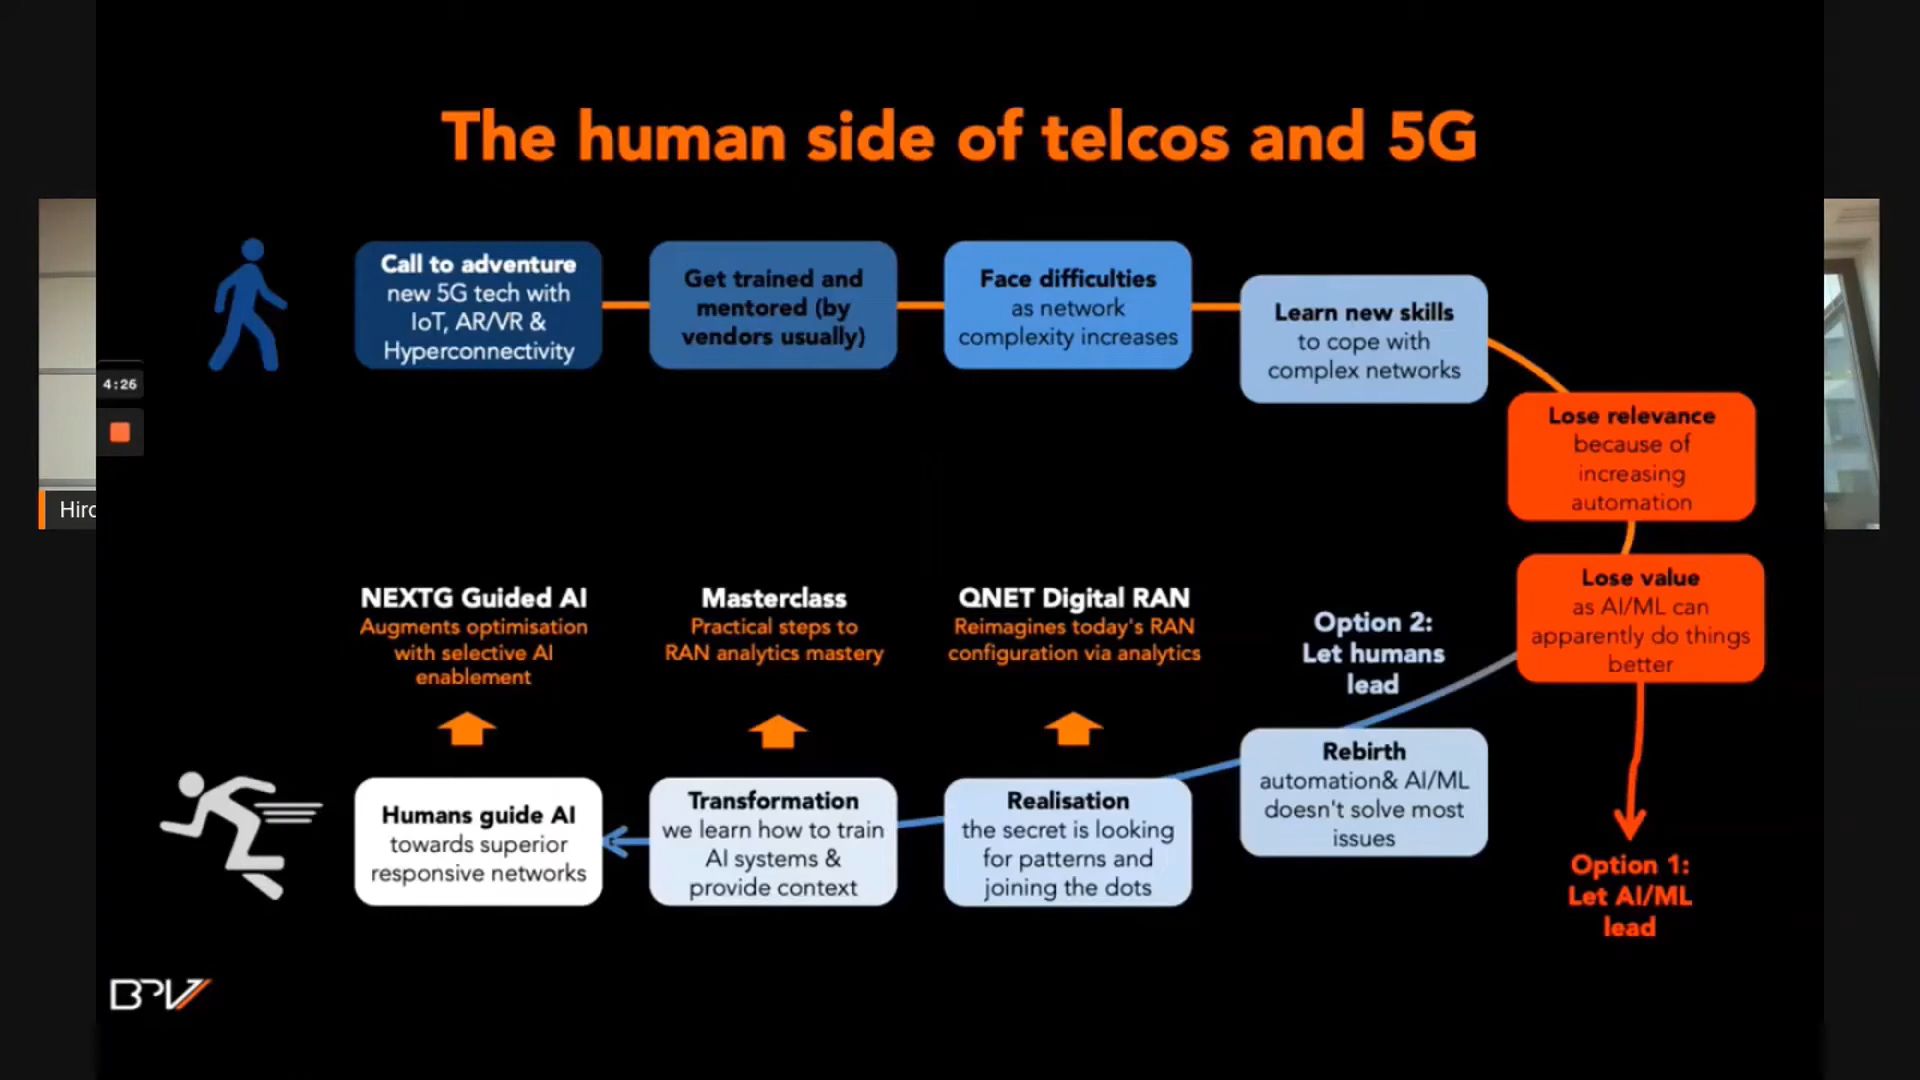 The human side of telcos and 5G
Call to adventure
new 5G tech with
IoT, AR/VR &
Hyperconnectivity
Get trained and
mentored (by
vendors usually)
Face difficulties
as network
complexity increases
Learn new skills
to cope with
complex networks
Lose relevance
because of
increasing
automation
Lose value
as AI/ML can
apparently do things
better
Option 1:
Let AI/ML
lead
Option 2:
Let humans
lead
Rebirth
automation& AI/ML
doesn't solve most
issues
QNET Digital RAN
Reimagines today's RAN
configuration via analytics
Realisation
the secret is looking
for patterns and
joining the dots
Masterclass
Practical steps to
RAN analytics mastery
Transformation
we learn how to train
AI systems &
provide context
NEXTG Guided AI
Augments optimisation
with selective AI
enablement
Humans guide AI
towards superior
responsive networks
4:26
BPV